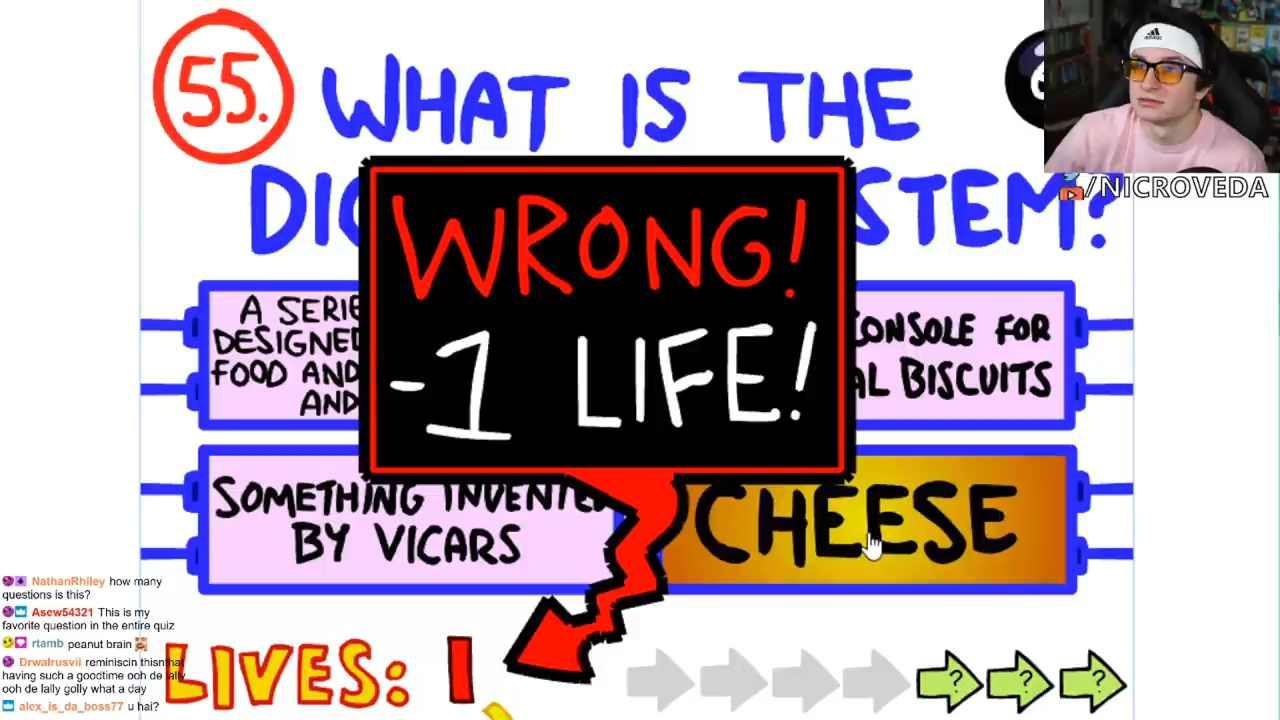 55. WHAT IS THE
DIG STEM?
WRONG!
-1 LIFE!
A SERIE
DESIGNED
FOOD AND
AND
CONSOLE FOR
AL BISCUITS
SOMETHING INVENTED
BY VICARS
CHEESE
LIVES: 1
? ? ?
/NICROVEDA
NathanRhiley how many
questions is this?
Asew54321 This is my
favorite question in the entire quiz
rtamb peanut brain
Drwalrusvii reminiscin thisnthat
having such a goodtime ooh de lally
ooh de lally golly what a day
alex_is_da_boss77 u hai?